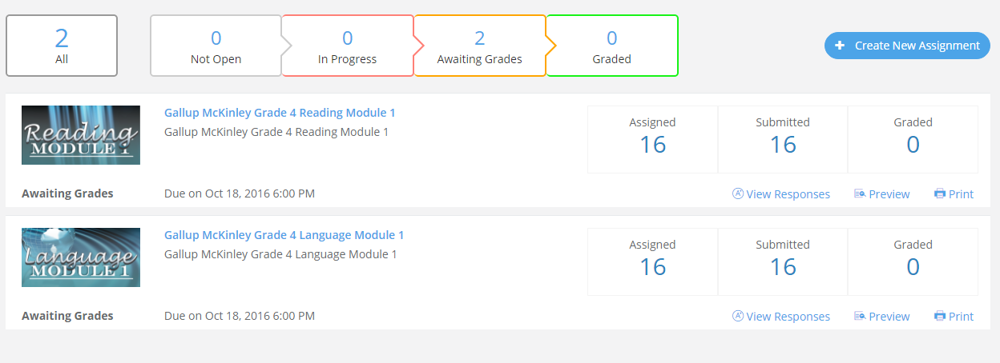 2
All
0
Not Open
0
In Progress
2
Awaiting Grades
0
Graded
Create New Assignment
Reading
MODULE 1
Gallup McKinley Grade 4 Reading Module 1
Gallup McKinley Grade 4 Reading Module 1
Assigned
16
Submitted
16
Graded
0
Awaiting Grades
Due on Oct 18, 2016 6:00 PM
View Responses
Preview
Print
Language
MODULE 1
Gallup McKinley Grade 4 Language Module 1
Gallup McKinley Grade 4 Language Module 1
Assigned
16
Submitted
16
Graded
0
Awaiting Grades
Due on Oct 18, 2016 6:00 PM
View Responses
Preview
Print